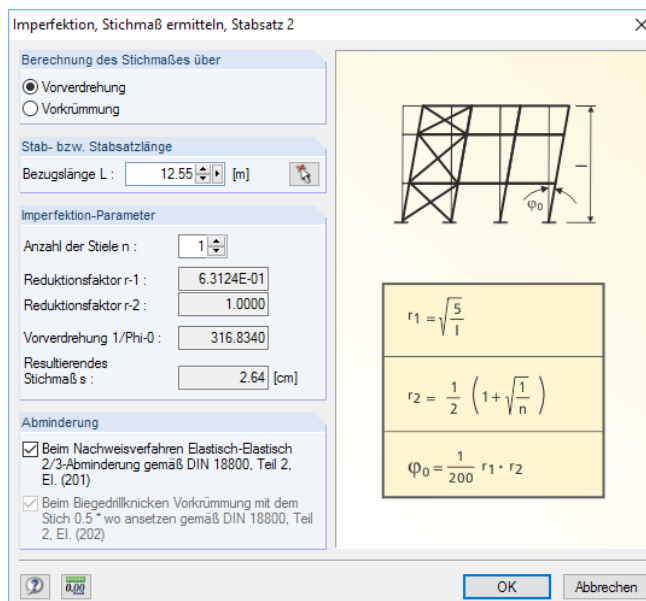 Imperfektion, Stichmaß ermitteln, Stabsatz 2
Berechnung des Stichmaßes über
Vorverdrehung
Vorkrümmung
Stab- bzw. Stabsatzlänge
Bezugslänge L :
12.55
[m]
Imperfektion-Parameter
Anzahl der Stiele n :
1
Reduktionsfaktor r-1 :
6.3124E-01
Reduktionsfaktor r-2 :
1.0000
Vorverdrehung 1/Phi-0 :
316.8340
Resultierendes
Stichmaß s :
2.64
[cm]
Abminderung
Beim Nachweisverfahren Elastisch-Elastisch
2/3-Abminderung gemäß DIN 18800, Teil 2,
El. (201)
Beim Biegedrillknicken Vorkrümmung mit dem
Stich 0.5 * wo ansetzen gemäß DIN 18800, Teil
2, El. (202)
l
φ0
r1 = √(5/l)
r2 = 1/2 (1 + √(1/n))
φ0 = 1/200 r1 · r2
0.00
OK
Abbrechen